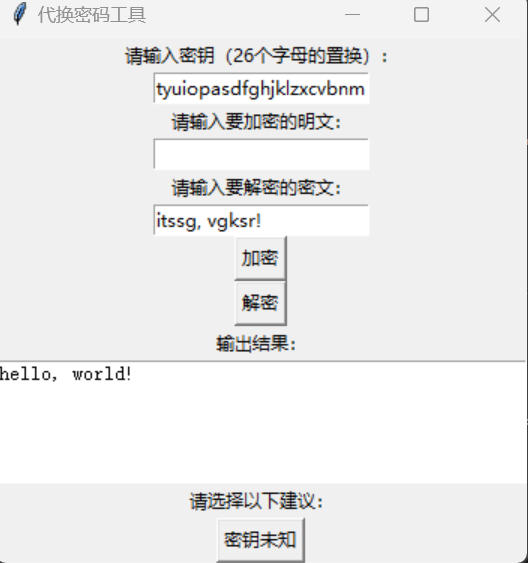 代换密码工具
请输入密钥（26个字母的置换）:
tyuiopasdfghjklzxcvbnm
请输入要加密的明文:
请输入要解密的密文:
itssg, vgksr!
加密
解密
输出结果:
hello, world!
请选择以下建议:
密钥未知